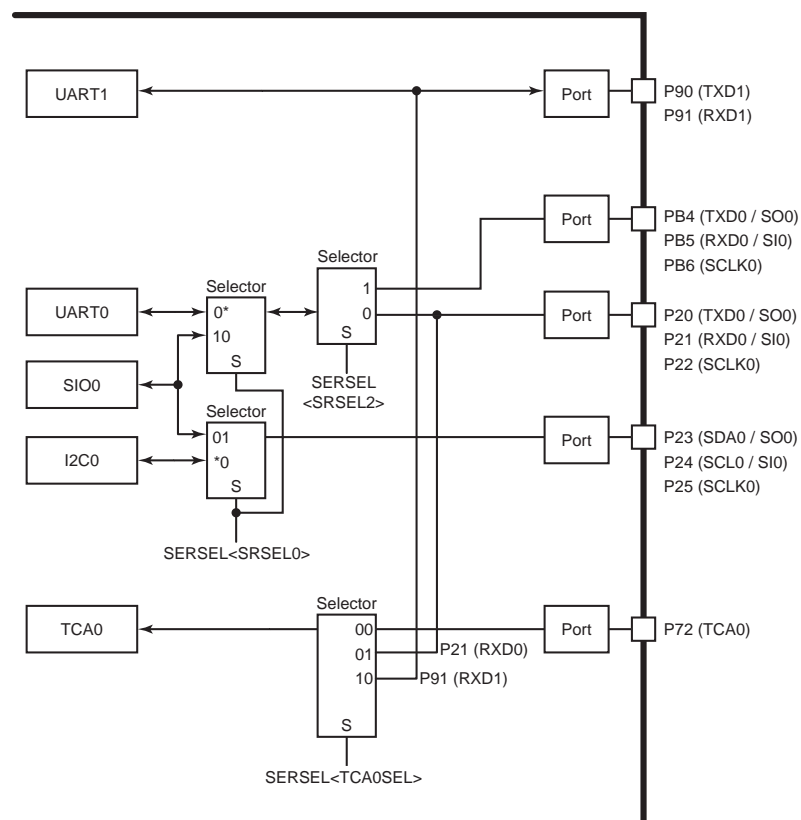 UART1
Port
P90 (TXD1)
P91 (RXD1)
Port
PB4 (TXD0 / SO0)
PB5 (RXD0 / SI0)
PB6 (SCLK0)
Selector
1
0
S
SERSEL
<SRSEL2>
Selector
0*
10
S
UART0
Port
P20 (TXD0 / SO0)
P21 (RXD0 / SI0)
P22 (SCLK0)
SIO0
Selector
01
*0
S
I2C0
Port
P23 (SDA0 / SO0)
P24 (SCL0 / SI0)
P25 (SCLK0)
SERSEL<SRSEL0>
TCA0
Selector
00
01
10
S
P21 (RXD0)
P91 (RXD1)
Port
P72 (TCA0)
SERSEL<TCA0SEL>